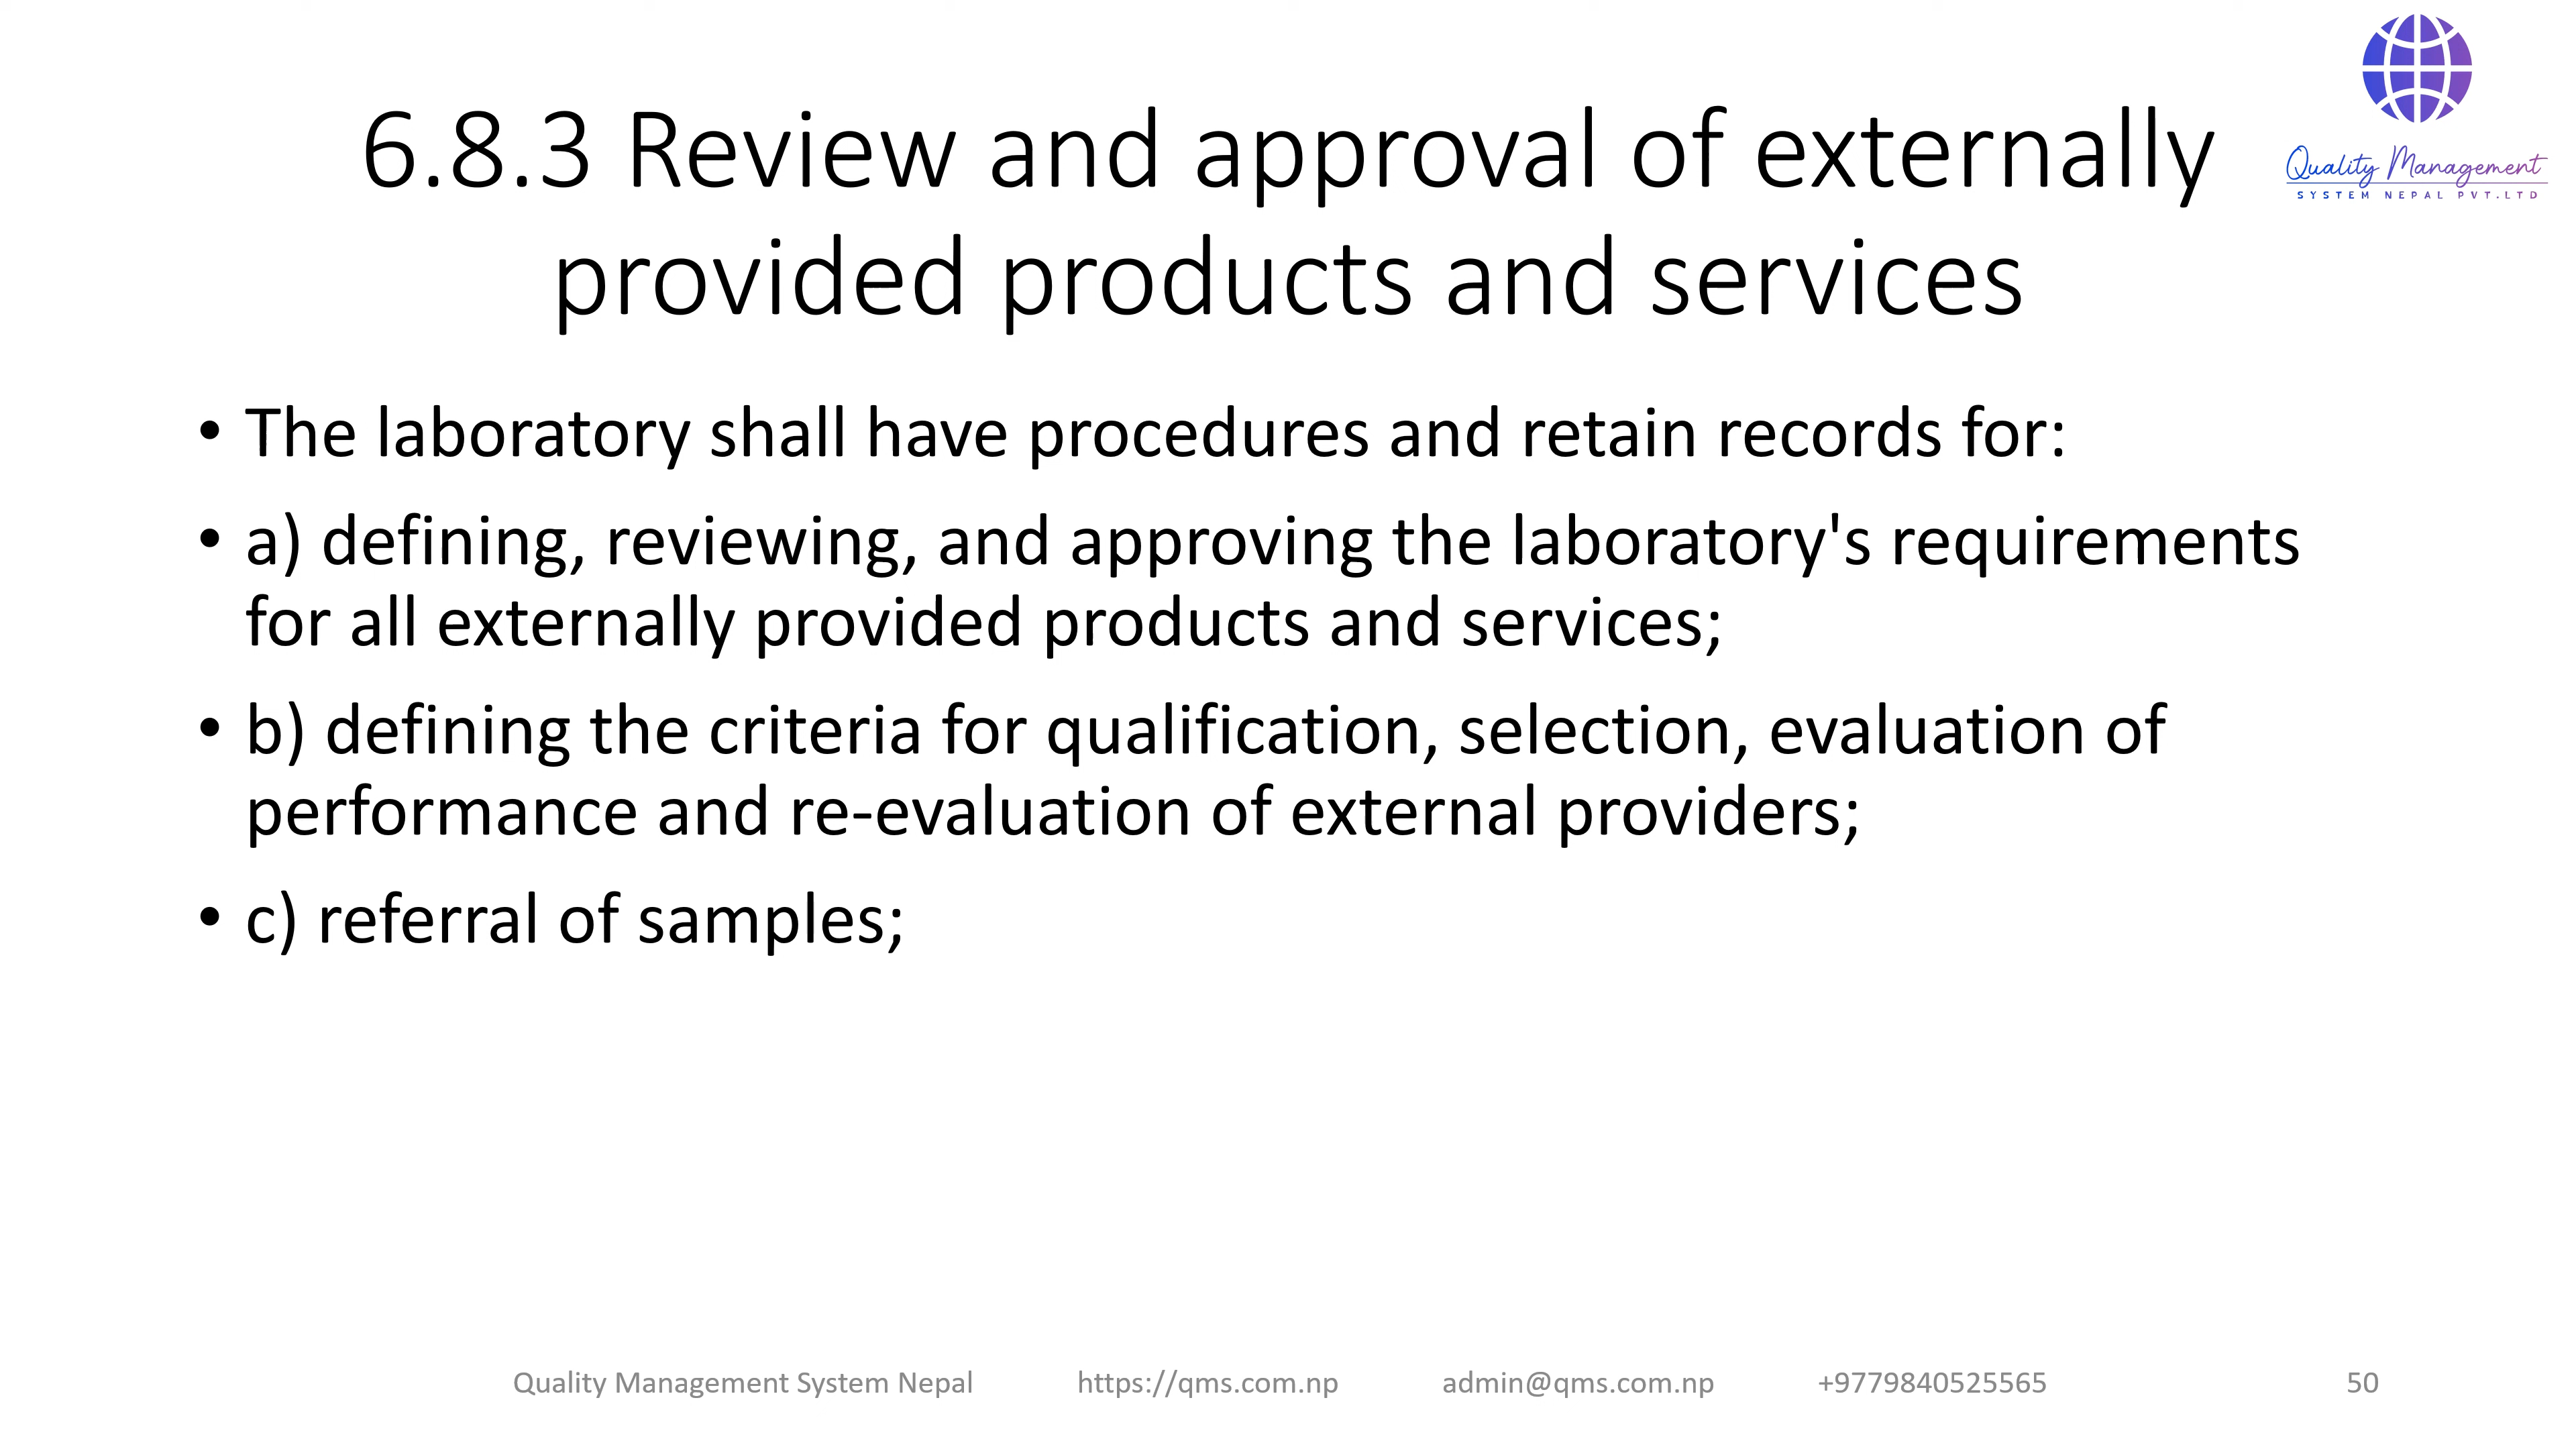 Quality Management
SYSTEM NEPAL PVT.LTD
6.8.3 Review and approval of externally
provided products and services
• The laboratory shall have procedures and retain records for:
• a) defining, reviewing, and approving the laboratory's requirements
for all externally provided products and services;
• b) defining the criteria for qualification, selection, evaluation of
performance and re-evaluation of external providers;
• c) referral of samples;
Quality Management System Nepal https://qms.com.np admin@qms.com.np +9779840525565 50